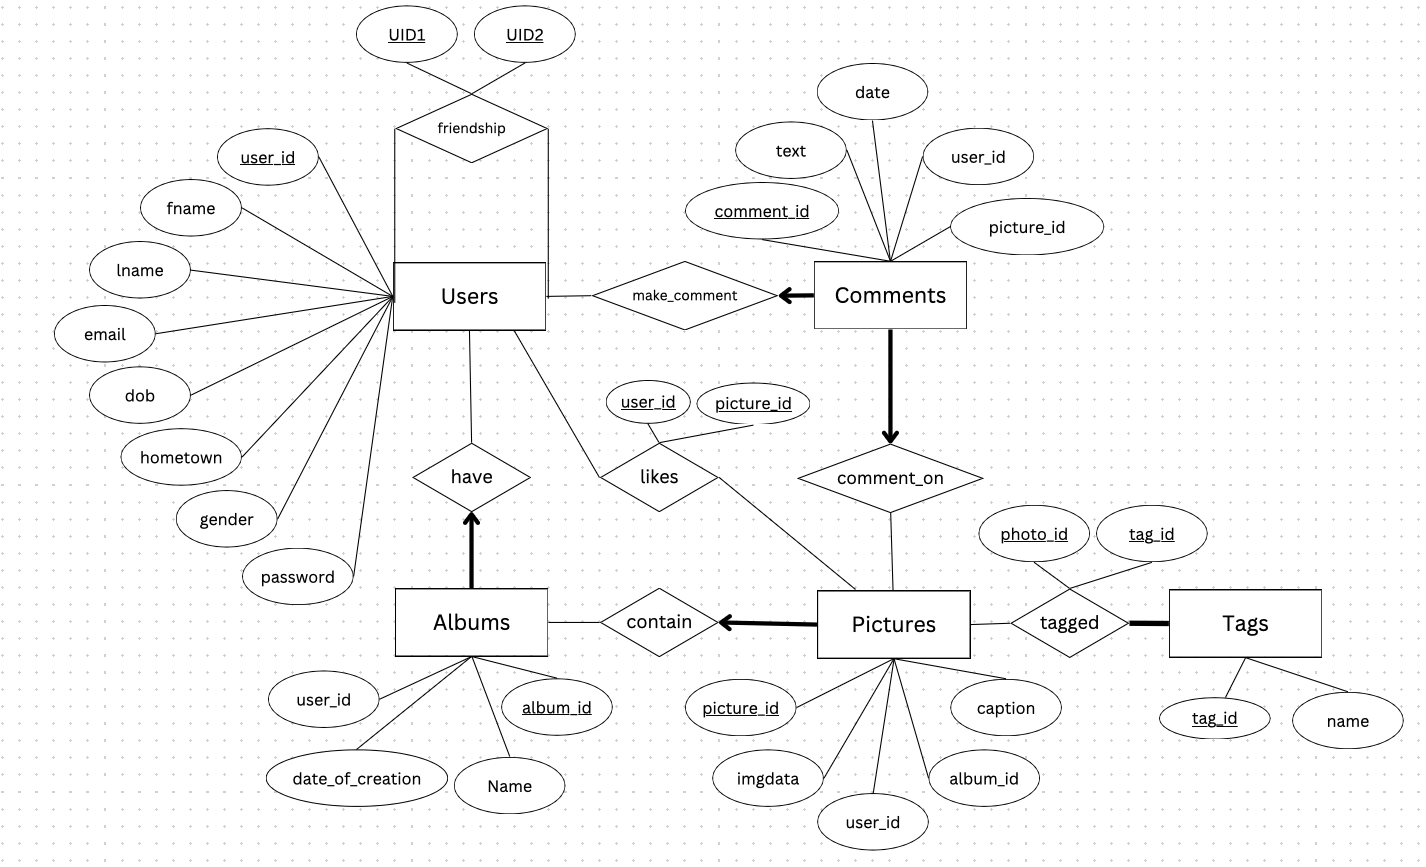 UID1
UID2
friendship
date
text
user_id
comment_id
user_id
fname
picture_id
lname
Users
make_comment
Comments
email
dob
user_id
picture_id
hometown
have
likes
comment_on
gender
photo_id
tag_id
password
Albums
contain
Pictures
tagged
Tags
user_id
album_id
picture_id
caption
tag_id
name
date_of_creation
Name
imgdata
album_id
user_id